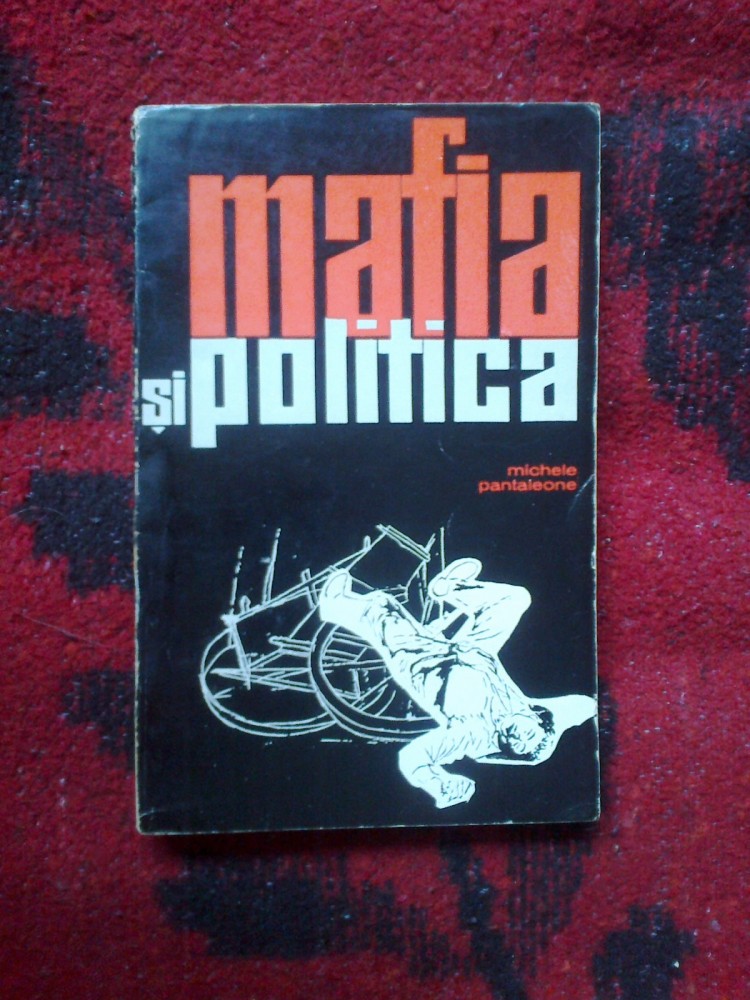 mafia
și politica
michele
pantaleone